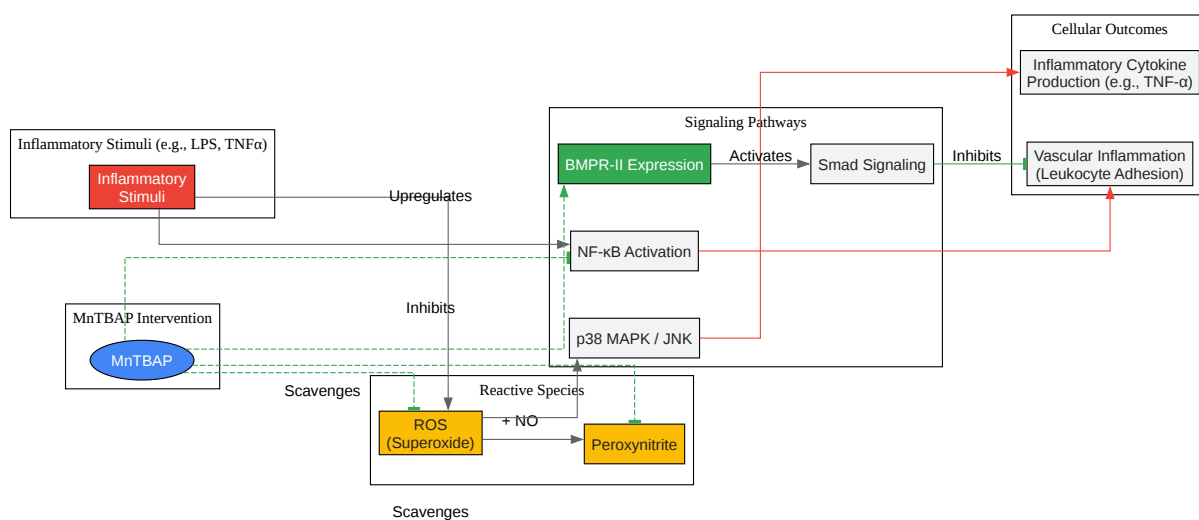 Cellular Outcomes
Inflammatory Cytokine
Production (e.g., TNF-α)
Signaling Pathways
Inflammatory Stimuli (e.g., LPS, TNFα)
BMPR-II Expression
Activates
Smad Signaling
Inhibits
Vascular Inflammation
(Leukocyte Adhesion)
Inflammatory
Stimuli
Upregulates
NF-κB Activation
Inhibits
MnTBAP Intervention
p38 MAPK / JNK
MnTBAP
Scavenges
Reactive Species
ROS
(Superoxide)
+ NO
Peroxynitrite
Scavenges